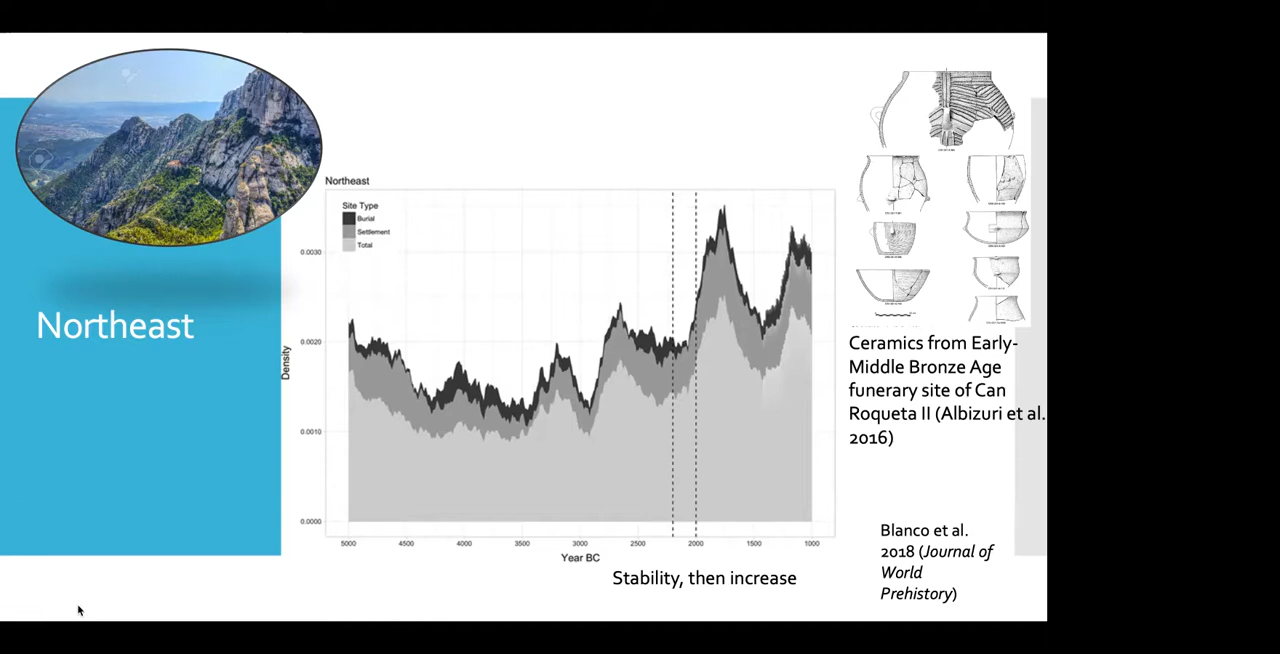 Northeast
Northeast
Site Type
Burial
Settlement
Total
Density
0.0030
0.0020
0.0010
0.0000
5000 4500 4000 3500 3000 2500 2000 1500 1000
Year BC
Stability, then increase
Ceramics from Early-
Middle Bronze Age
funerary site of Can
Roqueta II (Albizuri et al.
2016)
Blanco et al.
2018 (Journal of
World
Prehistory)